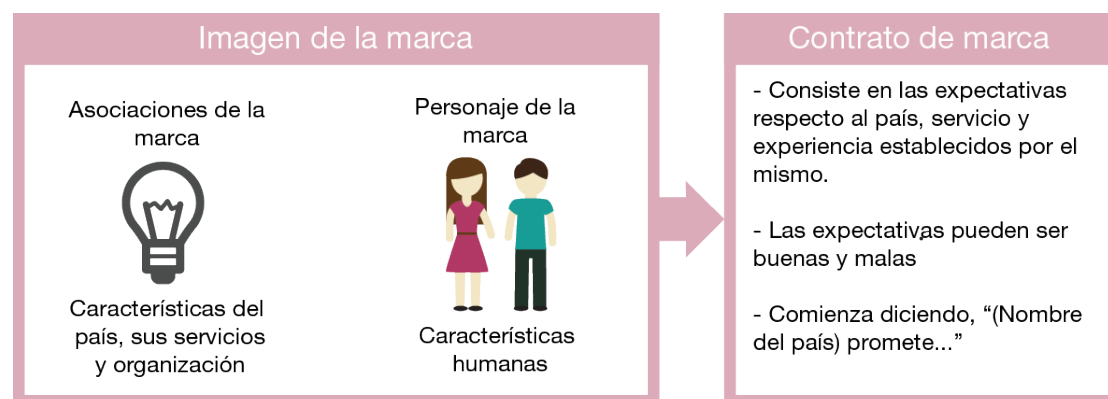 Imagen de la marca
Asociaciones de la
marca
Características del
país, sus servicios
y organización
Personaje de la
marca
Características
humanas
Contrato de marca
- Consiste en las expectativas
respecto al país, servicio y
experiencia establecidos por el
mismo.
- Las expectativas pueden ser
buenas y malas
- Comienza diciendo, “(Nombre
del país) promete...”